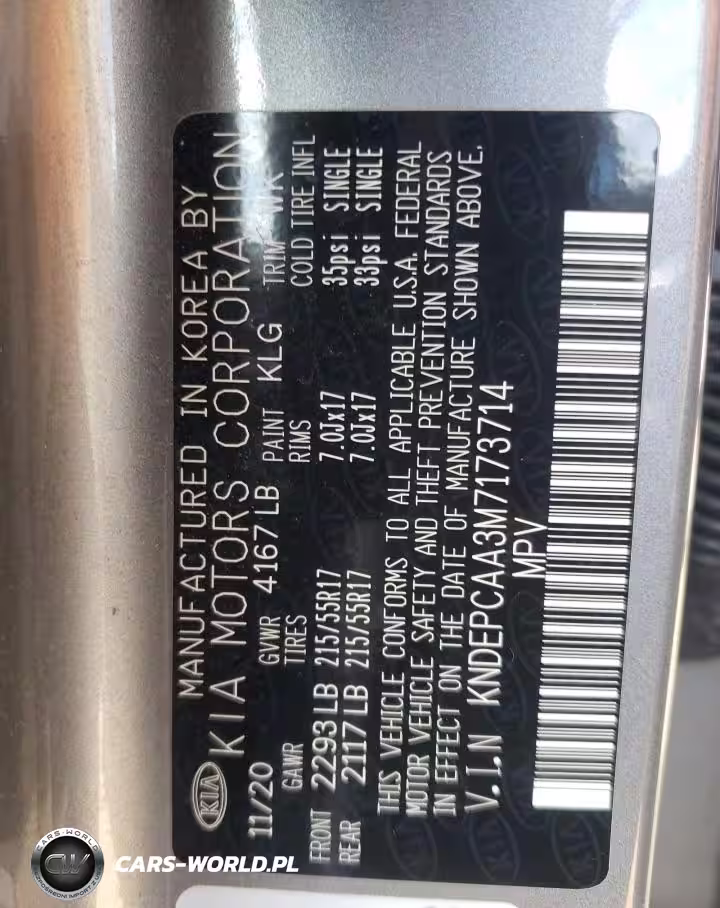 MANUFACTURED IN KOREA BY
KIA KIA MOTORS CORPORATION
11/20 GVWR 4167 LB PAINT KLG TRIM WK
GAWR TIRES RIMS COLD TIRE INFL
FRONT 2293 LB 215/55R17 7.0Jx17 35psi SINGLE
REAR 2117 LB 215/55R17 7.0Jx17 33psi SINGLE
THIS VEHICLE CONFORMS TO ALL APPLICABLE U.S.A. FEDERAL
MOTOR VEHICLE SAFETY AND THEFT PREVENTION STANDARDS
IN EFFECT ON THE DATE OF MANUFACTURE SHOWN ABOVE.
V.I.N KNDEPCAA3M7173714
MPV
CARS-WORLD
CW
CARS-WORLD.PL